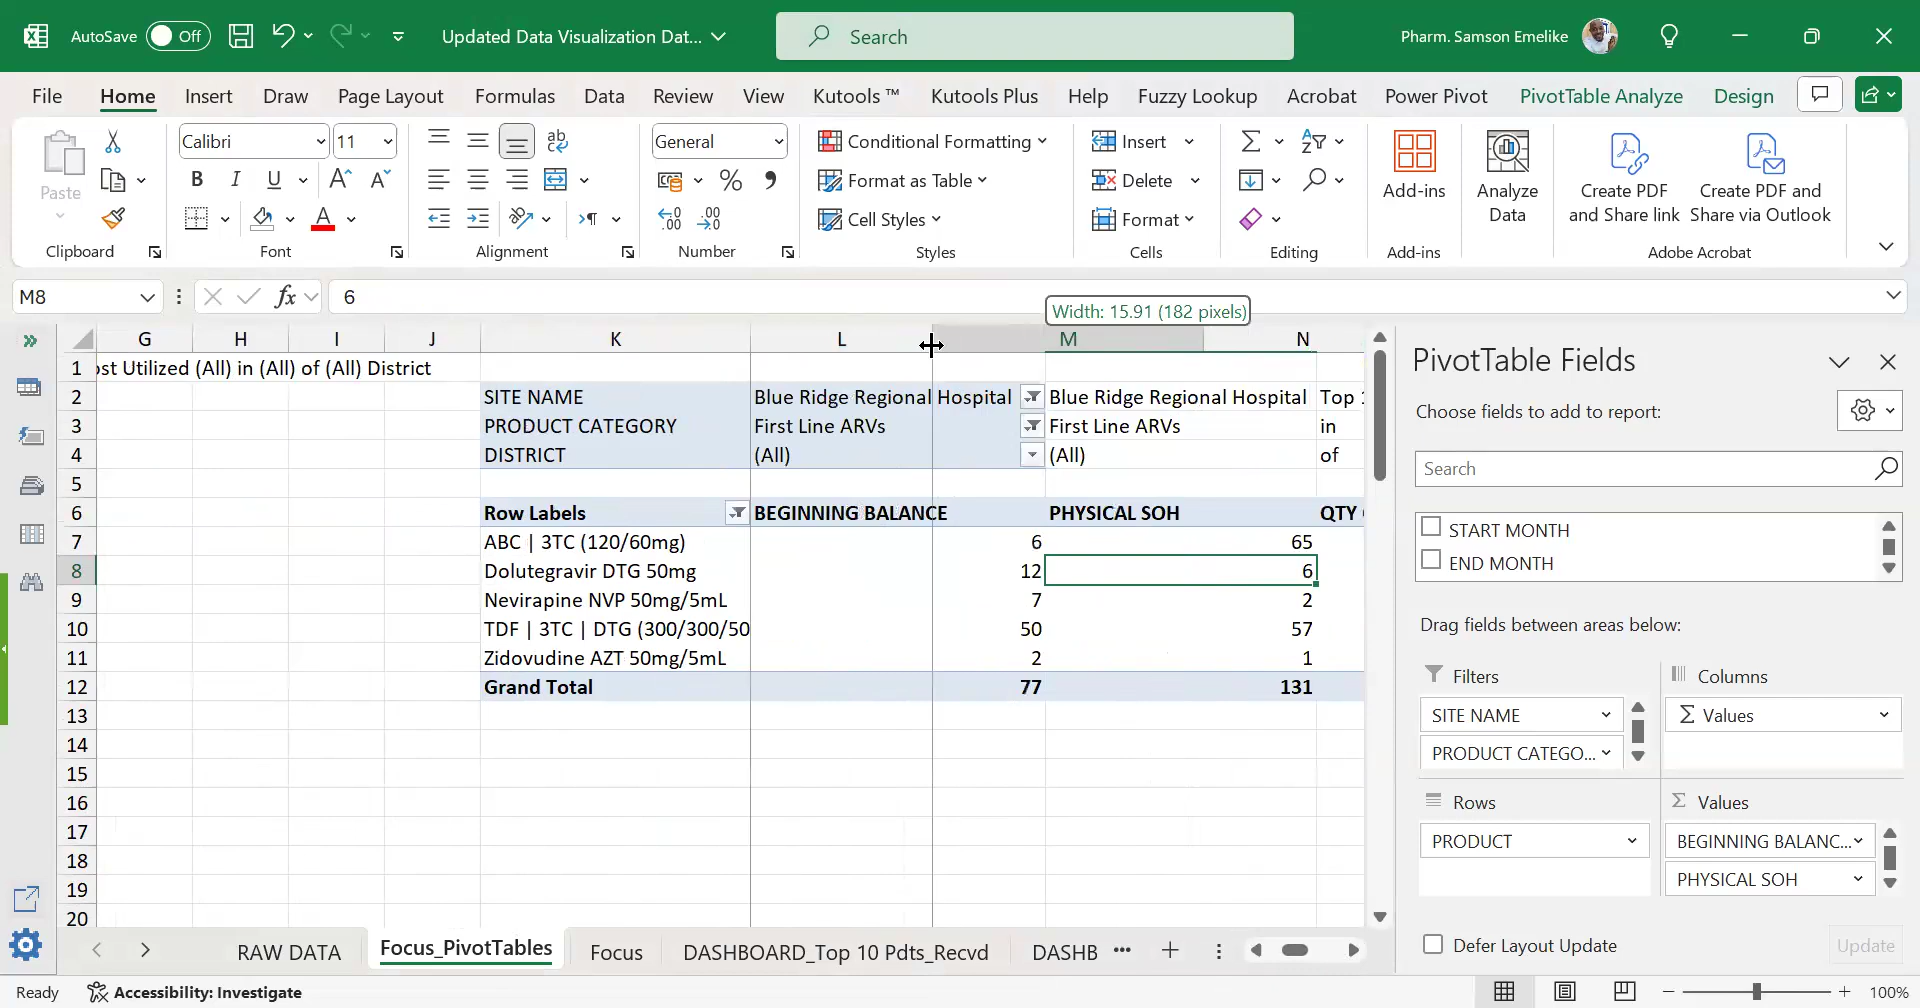 AutoSave Off Updated Data Visualization Dat... Search Pharm. Samson Emelike
File Home Insert Draw Page Layout Formulas Data Review View Kutools ™ Kutools Plus Help Fuzzy Lookup Acrobat Power Pivot PivotTable Analyze Design
Paste
Clipboard
Calibri 11
B I U A A
A
Font
ab
Alignment
General
% 9
Number
Conditional Formatting
Format as Table
Cell Styles
Styles
Insert
Delete
Format
Cells
Editing
Add-ins
Add-ins
Analyze
Data
Create PDF
and Share link
Create PDF and
Share via Outlook
Adobe Acrobat
M8 fx 6
Width: 15.91 (182 pixels)
G H I J K L M N
1 ost Utilized (All) in (All) of (All) District
2 SITE NAME Blue Ridge Regional Hospital Blue Ridge Regional Hospital Top 1
3 PRODUCT CATEGORY First Line ARVs First Line ARVs in
4 DISTRICT (All) (All) of
5
6 Row Labels BEGINNING BALANCE PHYSICAL SOH QTY
7 ABC | 3TC (120/60mg) 6 65
8 Dolutegravir DTG 50mg 12 6
9 Nevirapine NVP 50mg/5mL 7 2
10 TDF | 3TC | DTG (300/300/50 50 57
11 Zidovudine AZT 50mg/5mL 2 1
12 Grand Total 77 131
13
14
15
16
17
18
19
20
PivotTable Fields
Choose fields to add to report:
Search
START MONTH
END MONTH
Drag fields between areas below:
Filters
SITE NAME
PRODUCT CATEGO...
Columns
Σ Values
Rows
PRODUCT
Σ Values
BEGINNING BALANC...
PHYSICAL SOH
Defer Layout Update Update
RAW DATA Focus_PivotTables Focus DASHBOARD_Top 10 Pdts_Recvd DASHB ...
Ready Accessibility: Investigate 100%